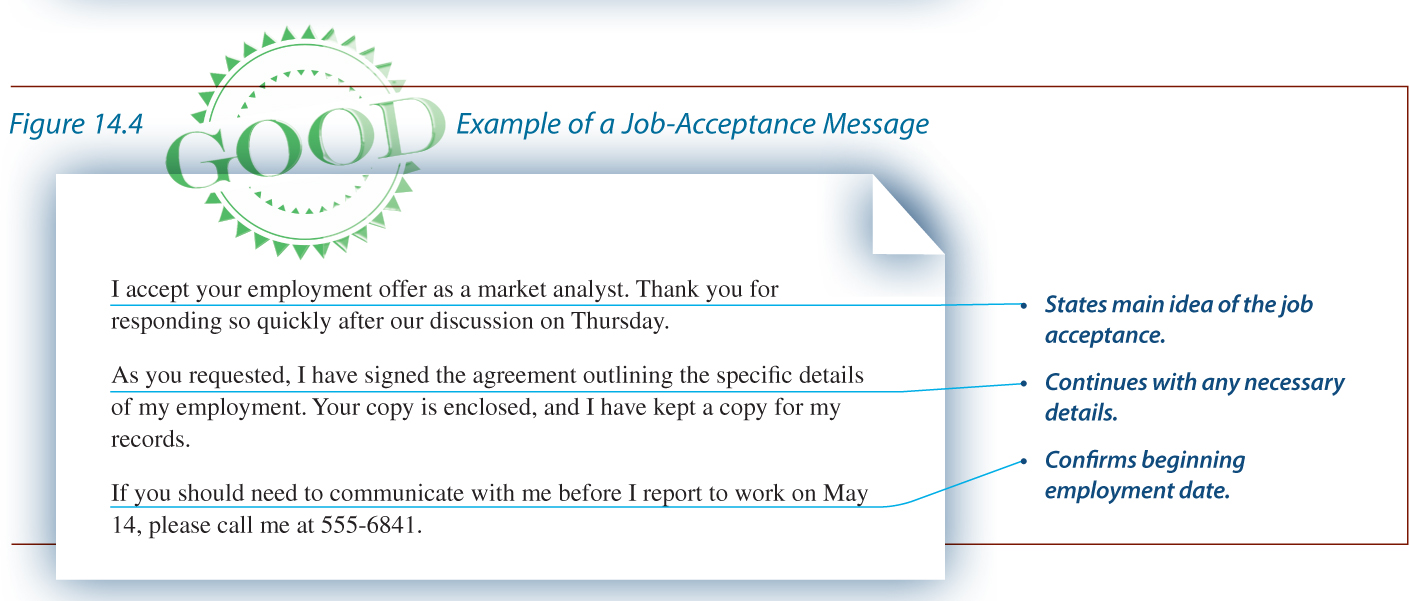 Figure 14.4
GOOD
Example of a Job-Acceptance Message
I accept your employment offer as a market analyst. Thank you for
responding so quickly after our discussion on Thursday.
As you requested, I have signed the agreement outlining the specific details
of my employment. Your copy is enclosed, and I have kept a copy for my
records.
If you should need to communicate with me before I report to work on May
14, please call me at 555-6841.
• States main idea of the job
acceptance.
• Continues with any necessary
details.
• Confirms beginning
employment date.